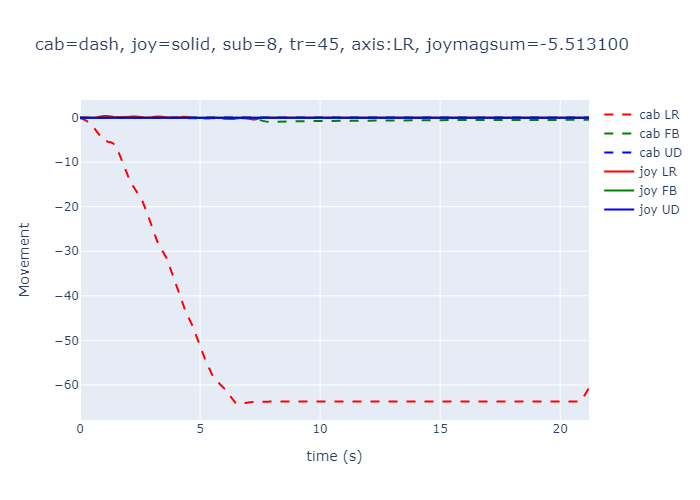 cab=dash, joy=solid, sub=8, tr=45, axis:LR, joymagsum=-5.513100
cab LR
cab FB
cab UD
joy LR
joy FB
joy UD
0
−10
−20
−30
−40
−50
−60
Movement
0 5 10 15 20
time (s)